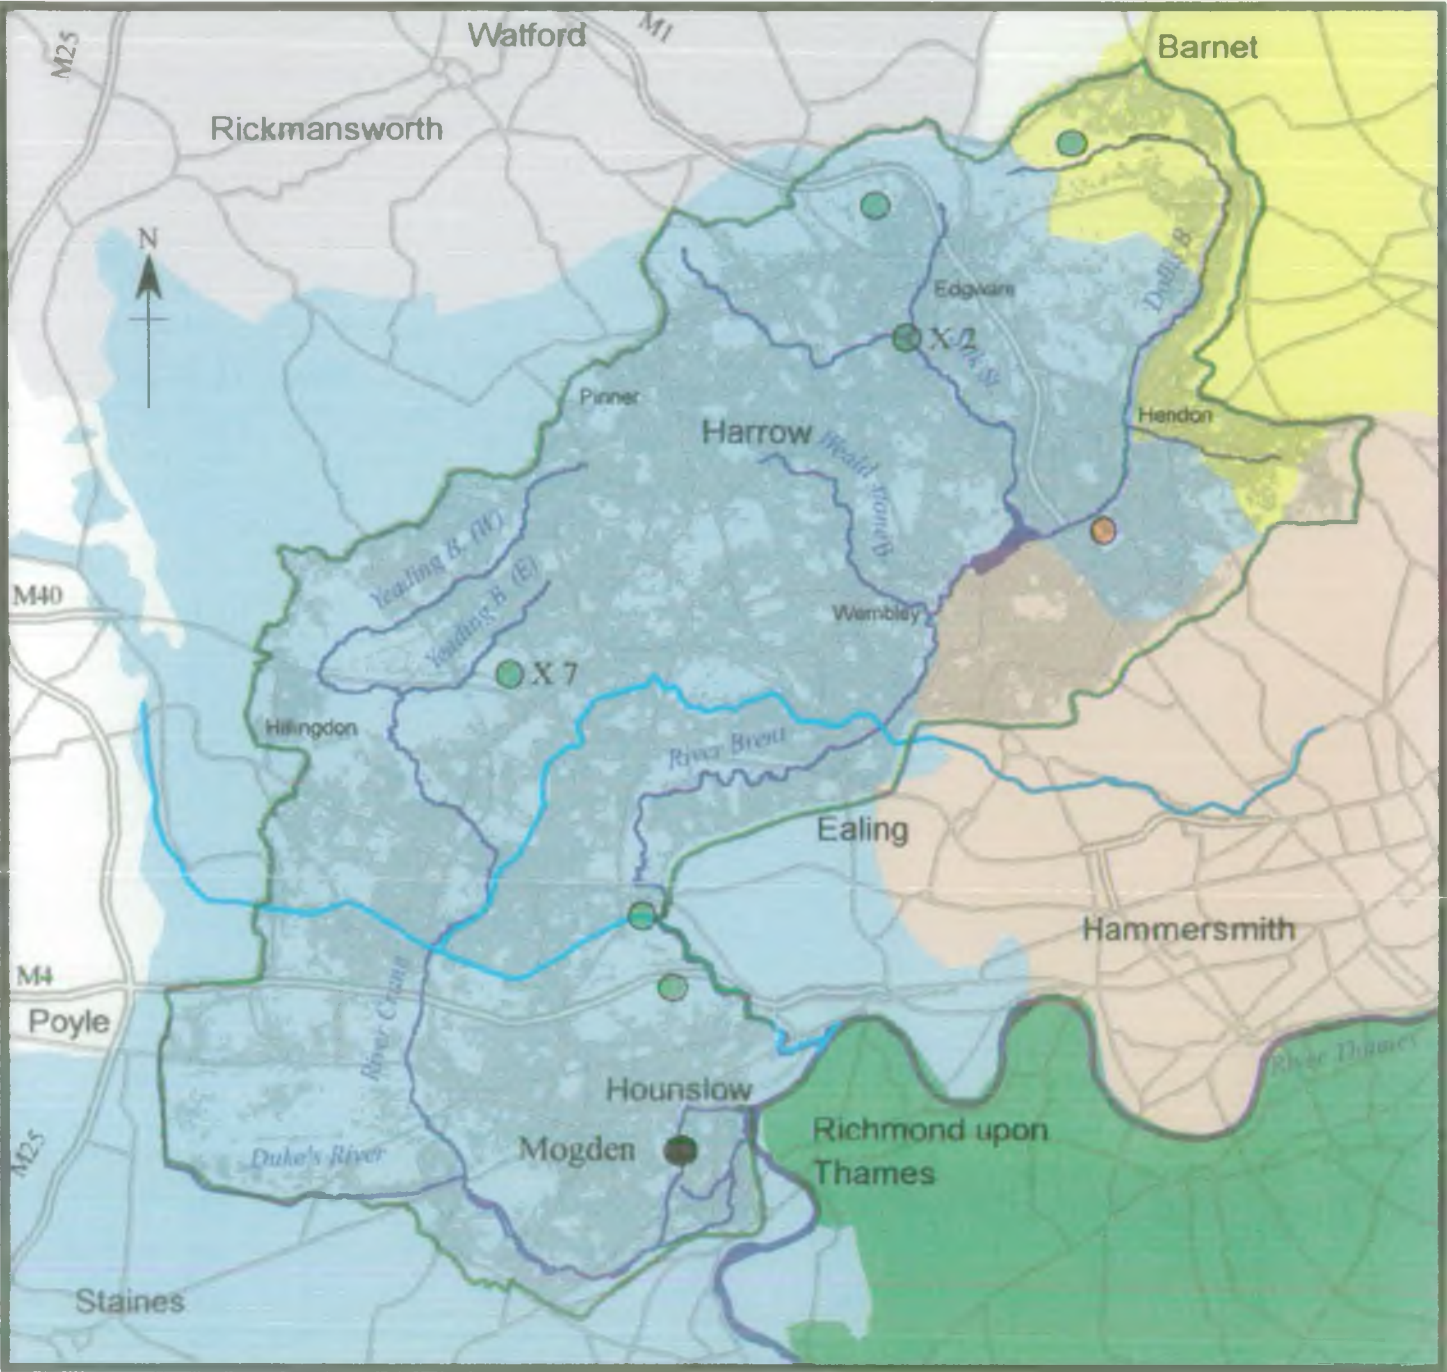 M25
Watford
M1
Barnet
Rickmansworth
N
Edgware
Dollis B.
X 2
Silk St
Pinner
Hendon
Harrow
Weald
Yeading B. (W)
Yeading B. (E)
M40
Wembley
X 7
Hillingdon
River Brent
Ealing
Hammersmith
M4
Poyle
River Crane
River Thames
Hounslow
Richmond upon
Thames
Mogden
Duke's River
M25
Staines